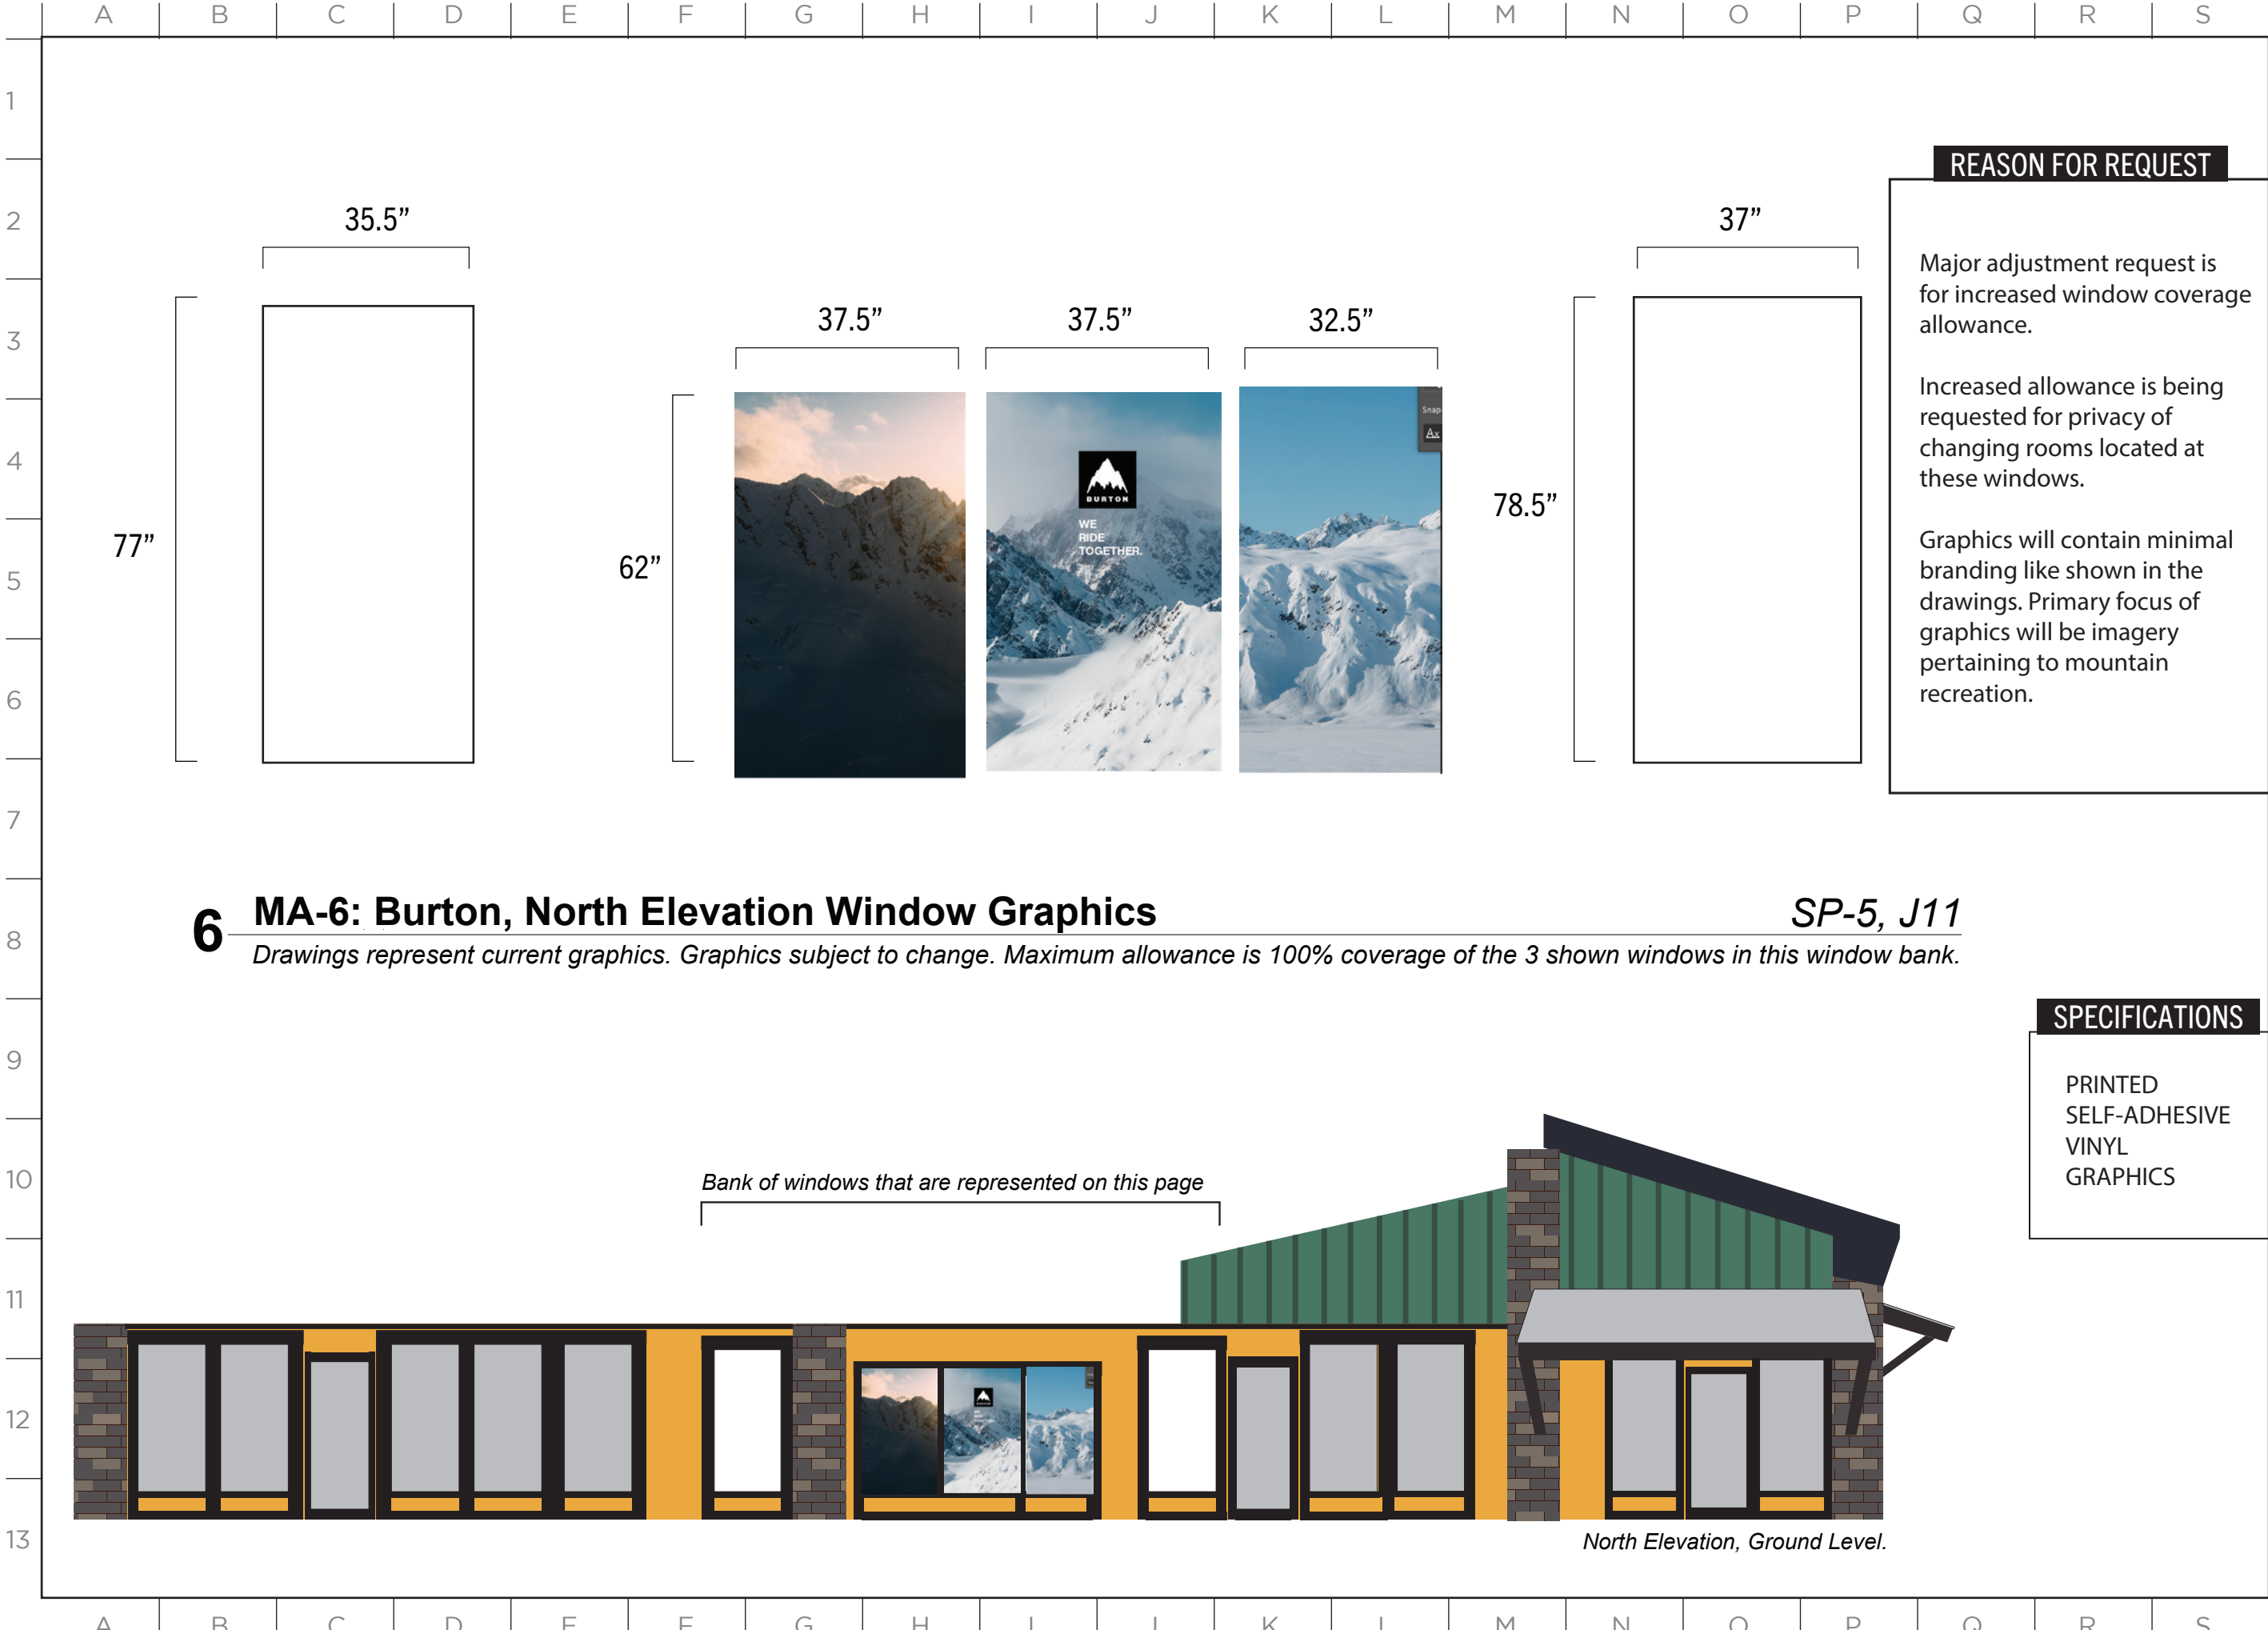 A B C D E F G H I J K L M N O P Q R S
1
2
3
4
5
6
7
8
9
10
11
12
13
35.5”
77”
62”
37.5”
37.5”
32.5”
Snap
Ax
BURTON
WE
RIDE
TOGETHER.
37”
78.5”
REASON FOR REQUEST
Major adjustment request is
for increased window coverage
allowance.
Increased allowance is being
requested for privacy of
changing rooms located at
these windows.
Graphics will contain minimal
branding like shown in the
drawings. Primary focus of
graphics will be imagery
pertaining to mountain
recreation.
6
MA-6: Burton, North Elevation Window Graphics
SP-5, J11
Drawings represent current graphics. Graphics subject to change. Maximum allowance is 100% coverage of the 3 shown windows in this window bank.
SPECIFICATIONS
PRINTED
SELF-ADHESIVE
VINYL
GRAPHICS
Bank of windows that are represented on this page
BURTON
North Elevation, Ground Level.
A B C D E F G H I J K L M N O P Q R S